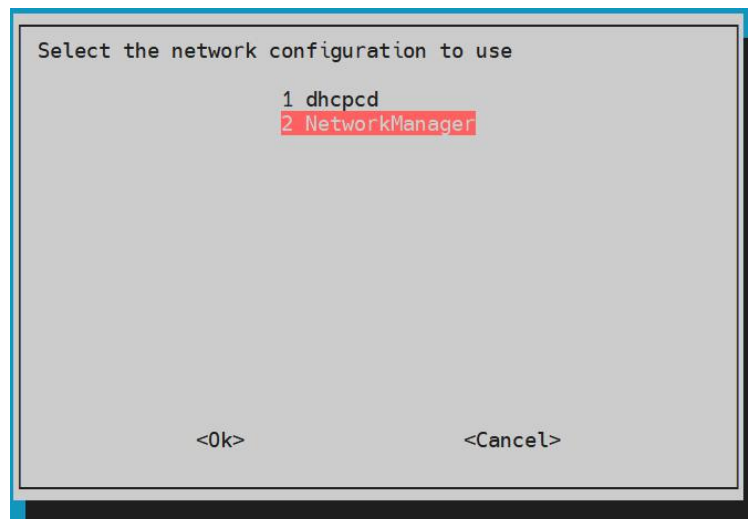 Select the network configuration to use
1 dhcpcd
2 NetworkManager
<Ok> <Cancel>